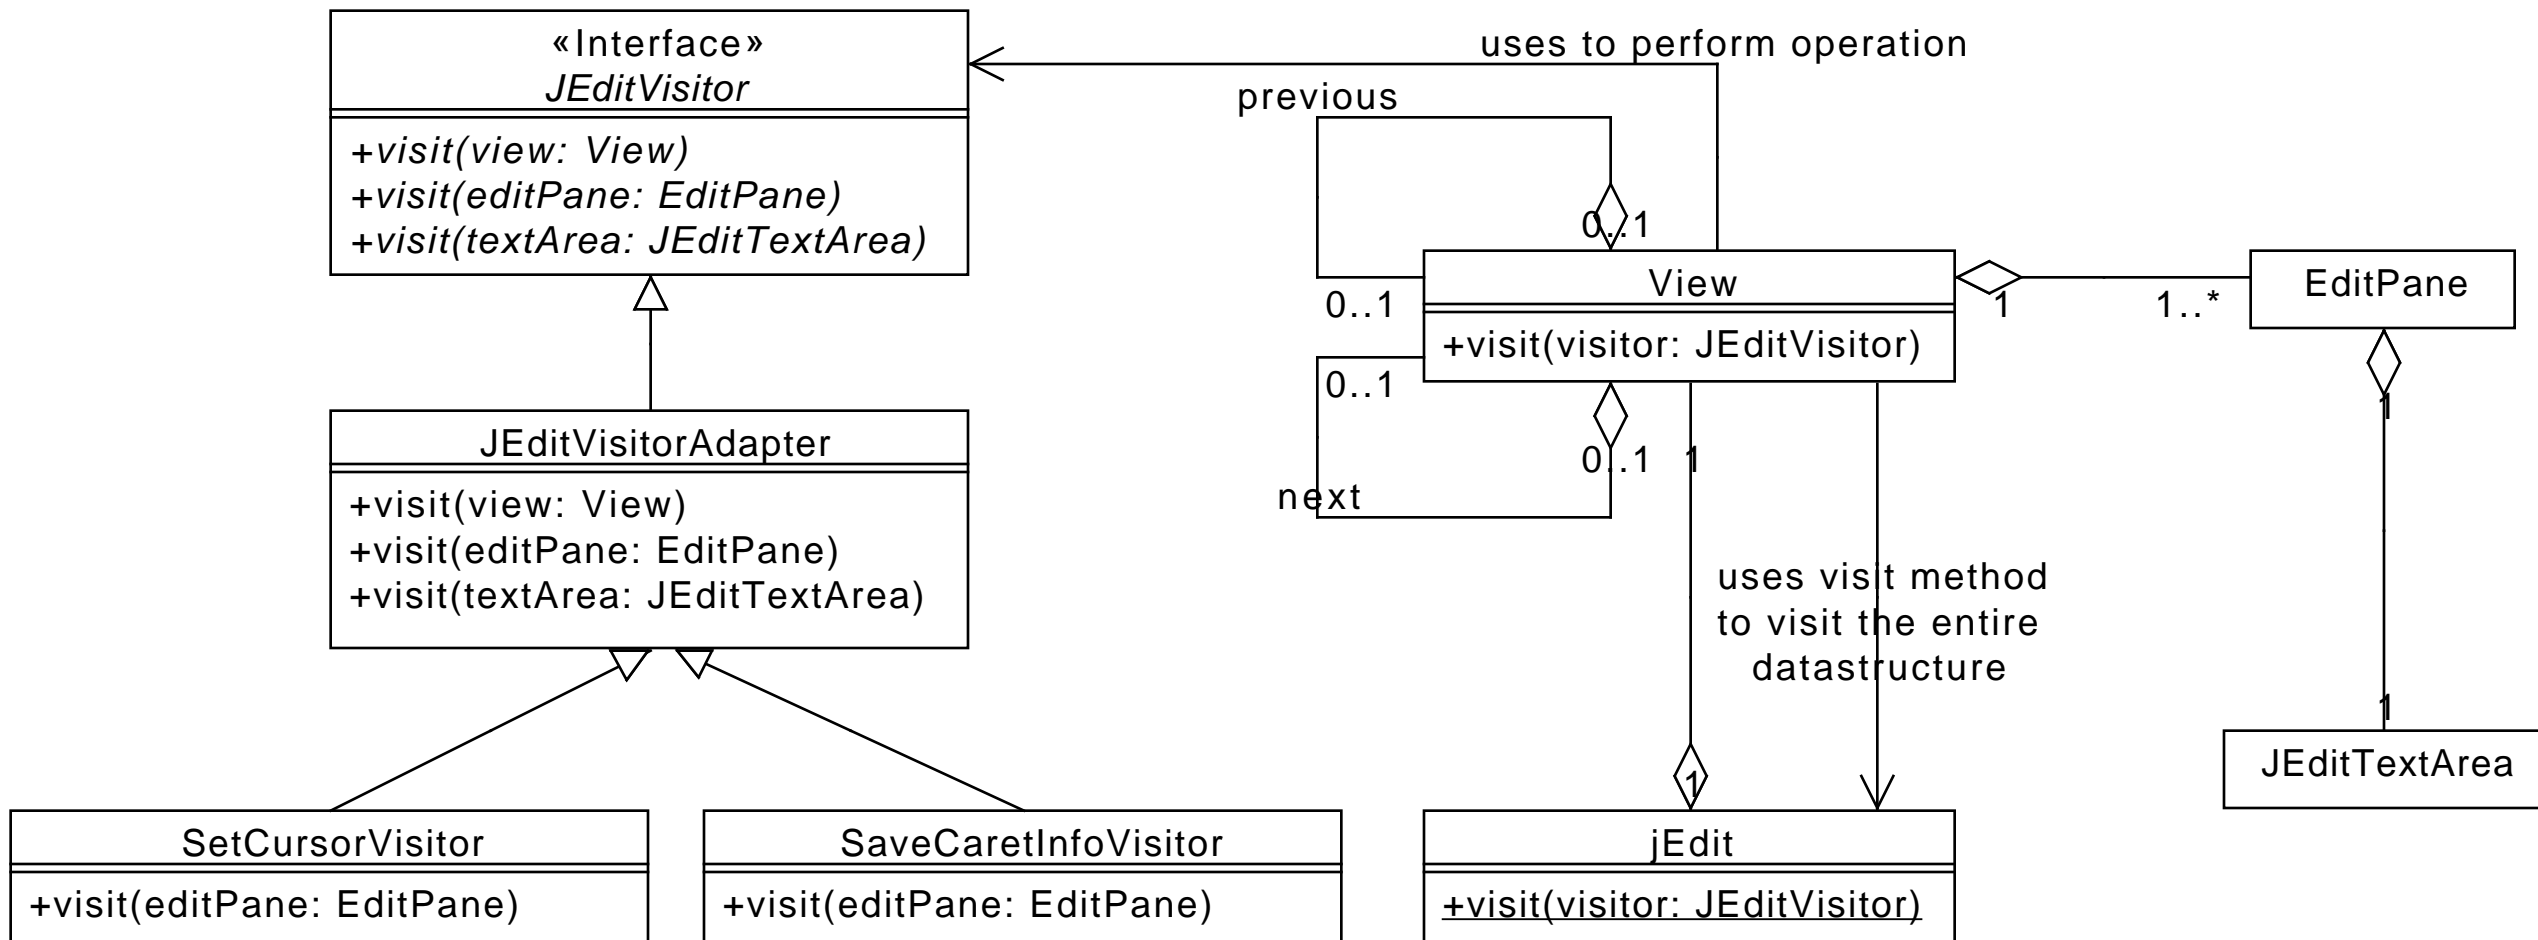 «Interface»
JEditVisitor
+visit(view: View)
+visit(editPane: EditPane)
+visit(textArea: JEditTextArea)
uses to perform operation
previous
0..1
0..1
View
+visit(visitor: JEditVisitor)
1
1..*
EditPane
0..1
0..1
1
next
1
JEditVisitorAdapter
+visit(view: View)
+visit(editPane: EditPane)
+visit(textArea: JEditTextArea)
uses visit method
to visit the entire
datastructure
1
1
JEditTextArea
SetCursorVisitor
+visit(editPane: EditPane)
SaveCaretInfoVisitor
+visit(editPane: EditPane)
jEdit
+visit(visitor: JEditVisitor)